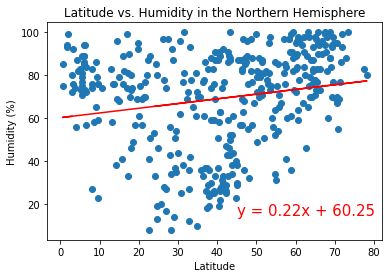 Latitude vs. Humidity in the Northern Hemisphere
100
80
60
40
20
Humidity (%)
y = 0.22x + 60.25
0 10 20 30 40 50 60 70 80
Latitude